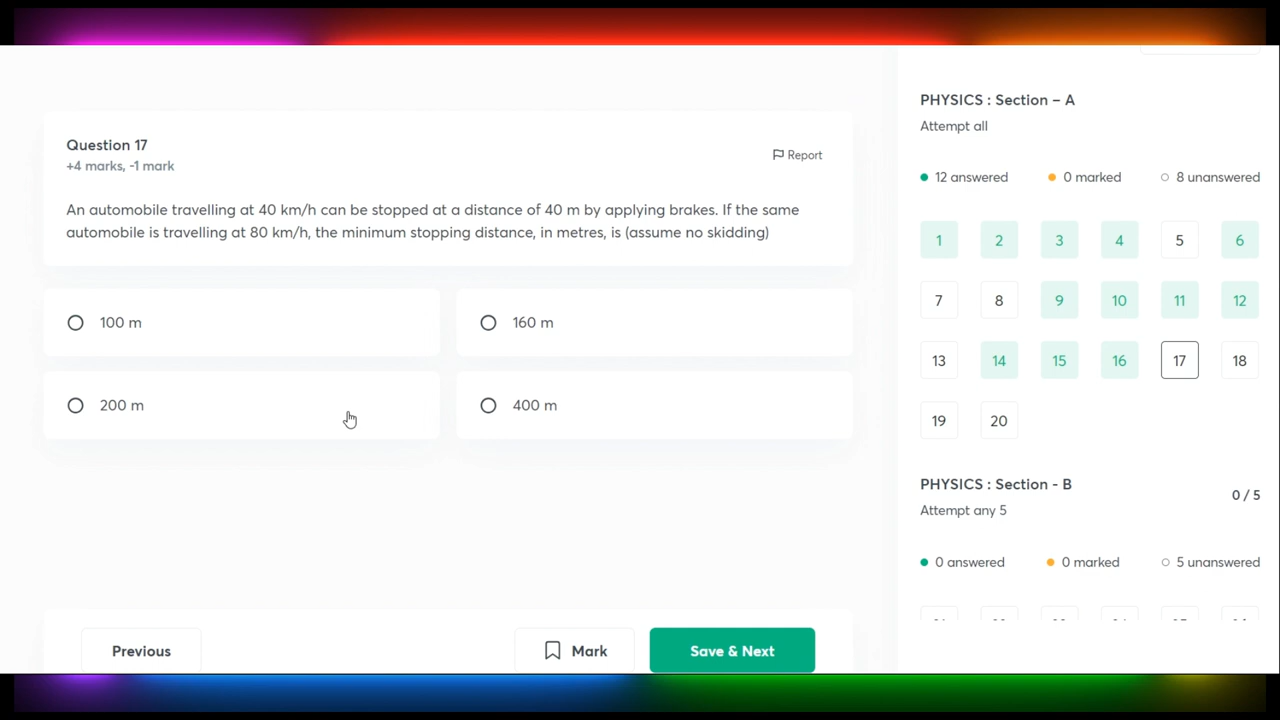 Question 17
+4 marks, -1 mark
Report
An automobile travelling at 40 km/h can be stopped at a distance of 40 m by applying brakes. If the same
automobile is travelling at 80 km/h, the minimum stopping distance, in metres, is (assume no skidding)
100 m
160 m
200 m
400 m
Previous
Mark
Save & Next
PHYSICS : Section – A
Attempt all
12 answered
0 marked
8 unanswered
1 2 3 4 5 6
7 8 9 10 11 12
13 14 15 16 17 18
19 20
PHYSICS : Section - B
0 / 5
Attempt any 5
0 answered
0 marked
5 unanswered